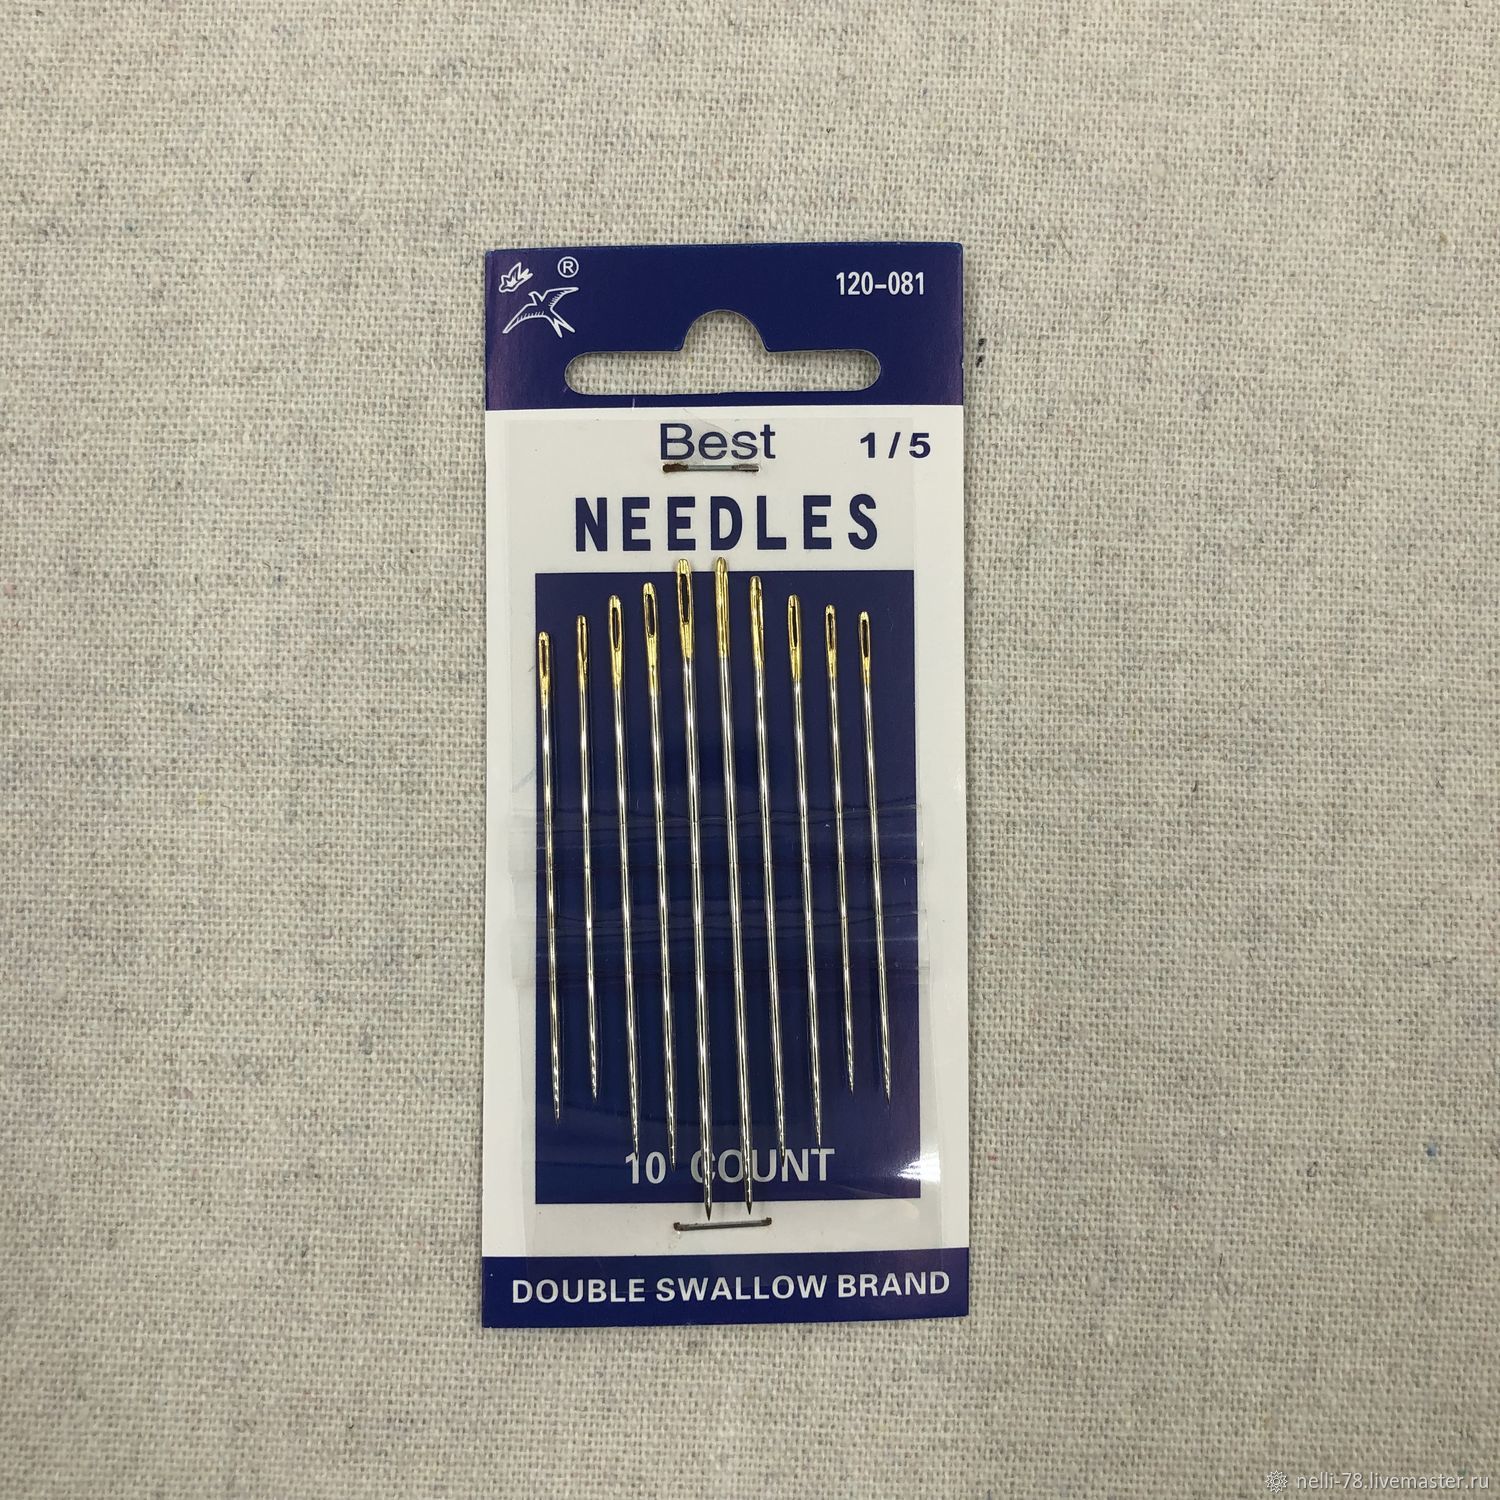 ®
120-081
Best 1/5
NEEDLES
10 COUNT
DOUBLE SWALLOW BRAND
nelli-78.livemaster.ru